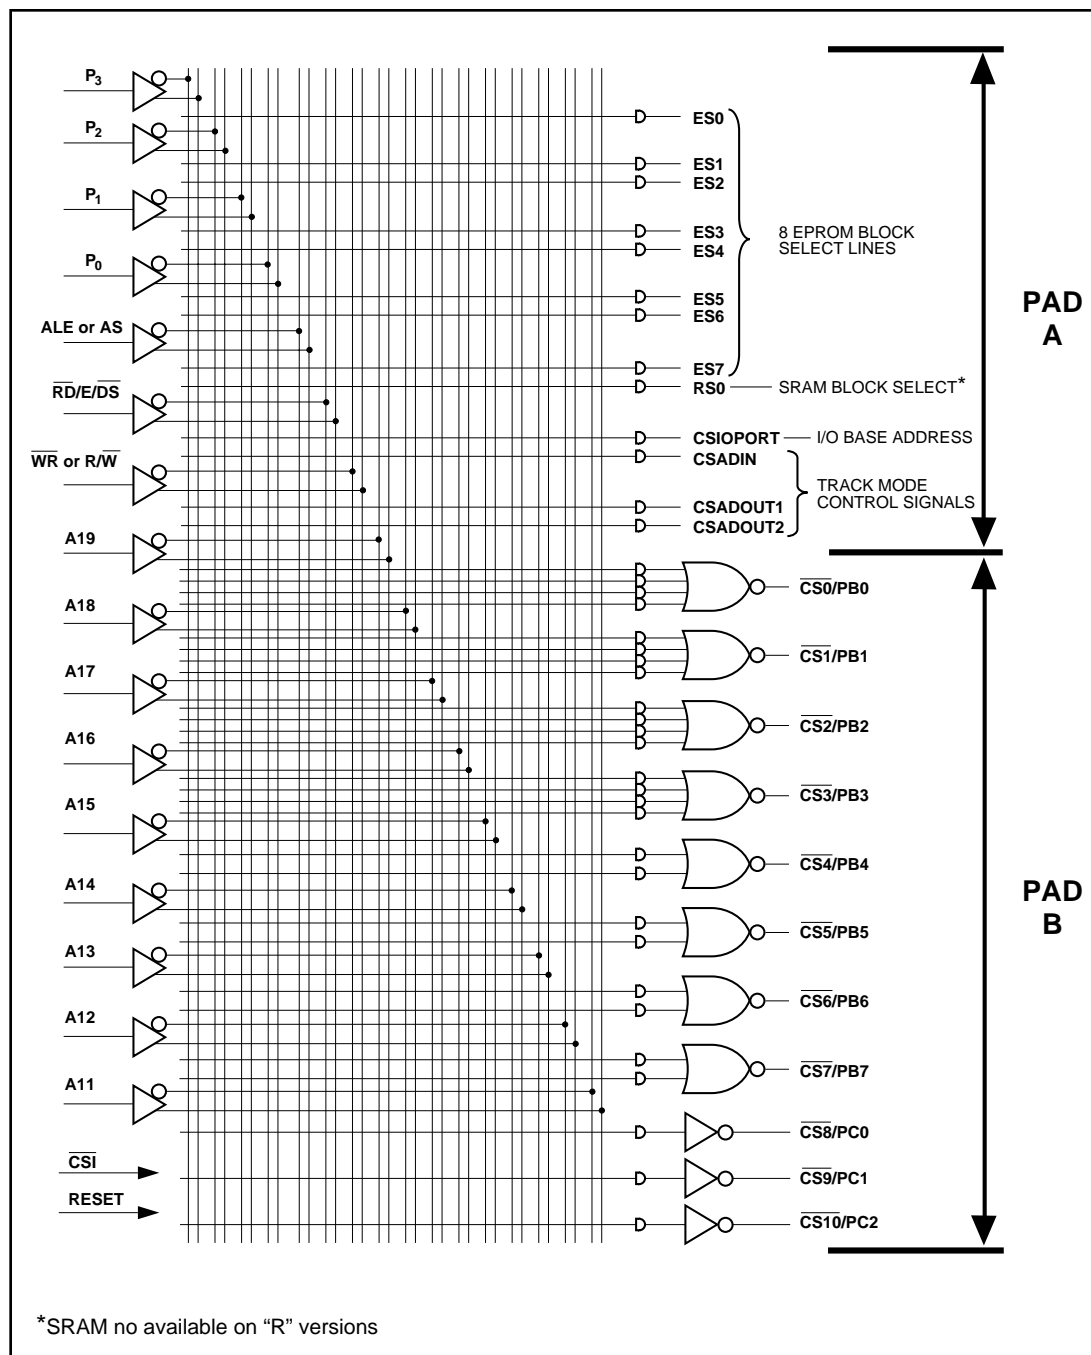 P3
P2
P1
P0
ALE or AS
RD/E/DS
WR or R/W
A19
A18
A17
A16
A15
A14
A13
A12
A11
CSI
RESET
ES0
ES1
ES2
ES3
ES4
ES5
ES6
ES7
8 EPROM BLOCK
SELECT LINES
RS0
SRAM BLOCK SELECT*
CSIOPORT
I/O BASE ADDRESS
CSADIN
CSADOUT1
CSADOUT2
TRACK MODE
CONTROL SIGNALS
PAD
A
CS0/PB0
CS1/PB1
CS2/PB2
CS3/PB3
CS4/PB4
CS5/PB5
CS6/PB6
CS7/PB7
CS8/PC0
CS9/PC1
CS10/PC2
PAD
B
*SRAM no available on “R” versions